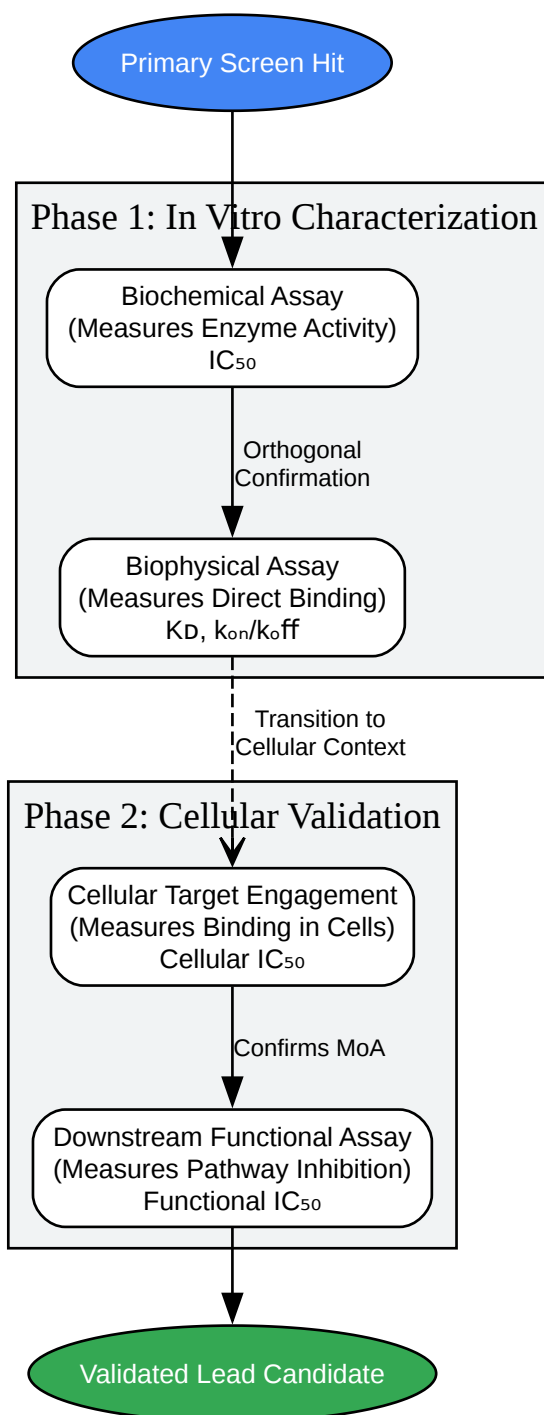 Primary Screen Hit
Phase 1: In Vitro Characterization
Biochemical Assay
(Measures Enzyme Activity)
IC₅₀
Orthogonal
Confirmation
Biophysical Assay
(Measures Direct Binding)
Kᴅ, kₒₙ/kₒff
Transition to
Cellular Context
Phase 2: Cellular Validation
Cellular Target Engagement
(Measures Binding in Cells)
Cellular IC₅₀
Confirms MoA
Downstream Functional Assay
(Measures Pathway Inhibition)
Functional IC₅₀
Validated Lead Candidate